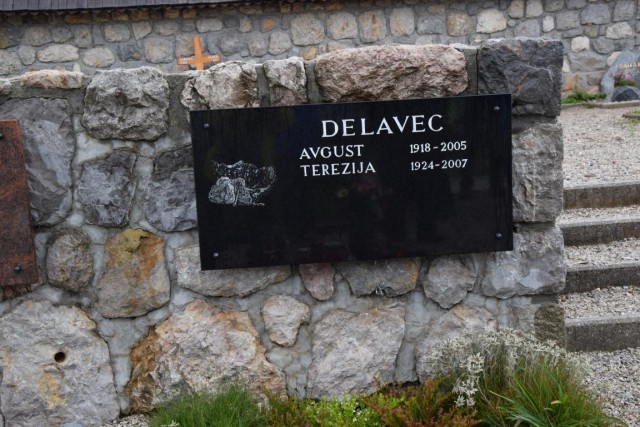 DELAVEC
AVGUST 1918 - 2005
TEREZIJA 1924 - 2007